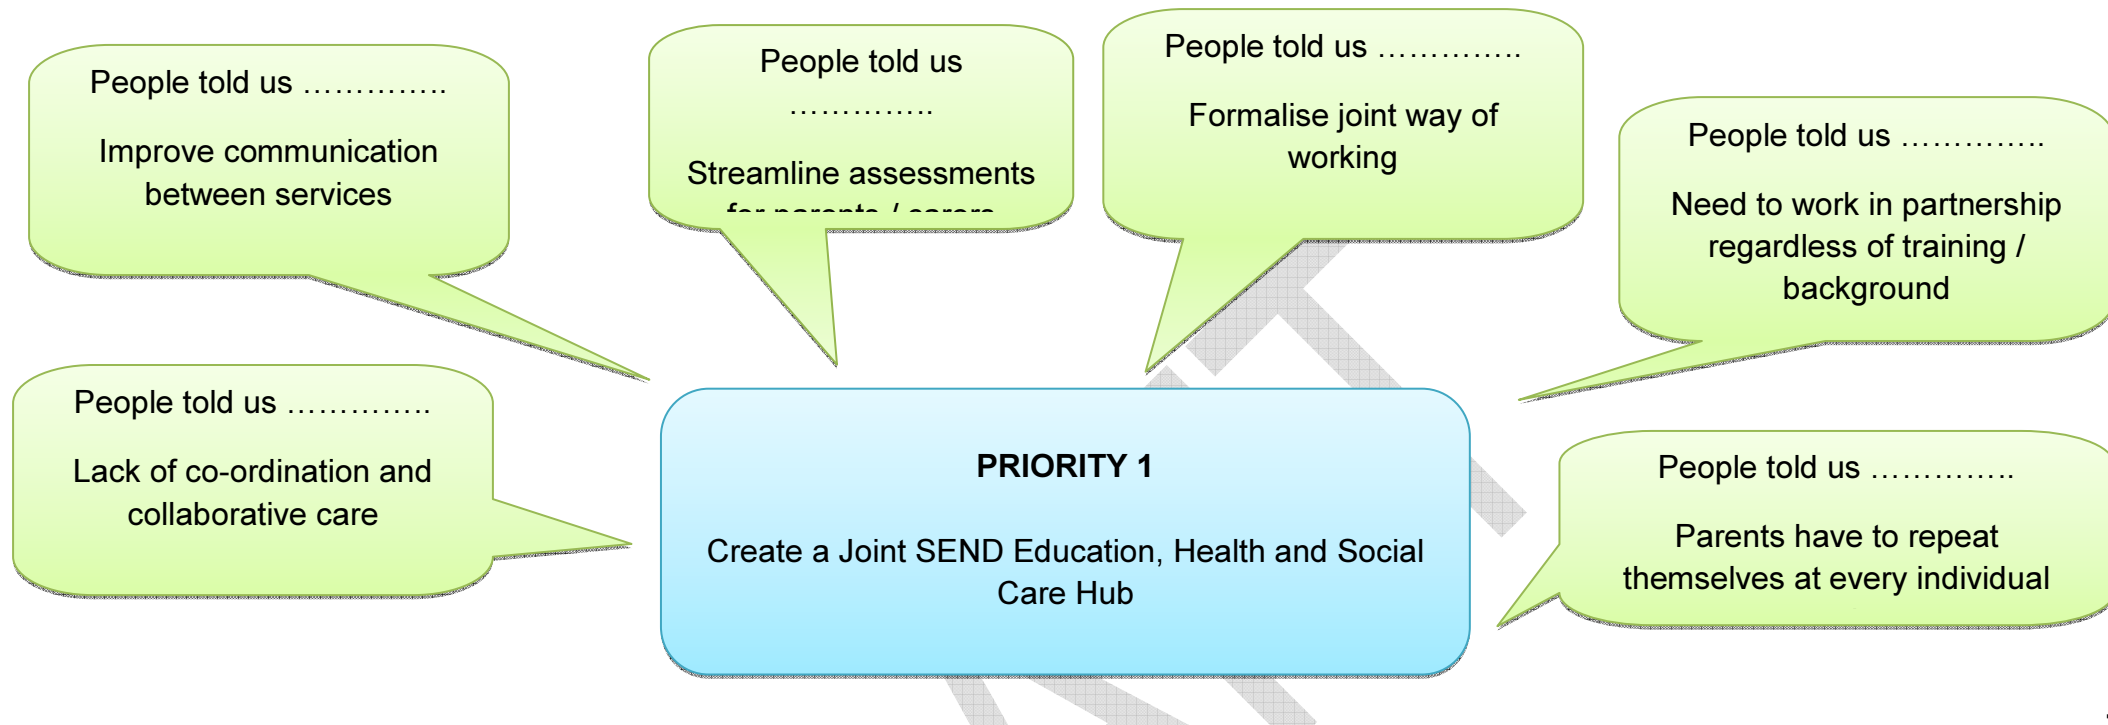 People told us …………..
Improve communication
between services
People told us
…………..
Streamline assessments
for parents / carers
People told us …………..
Formalise joint way of
working
People told us …………..
Need to work in partnership
regardless of training /
background
People told us …………..
Lack of co-ordination and
collaborative care
PRIORITY 1
Create a Joint SEND Education, Health and Social
Care Hub
People told us …………..
Parents have to repeat
themselves at every individual